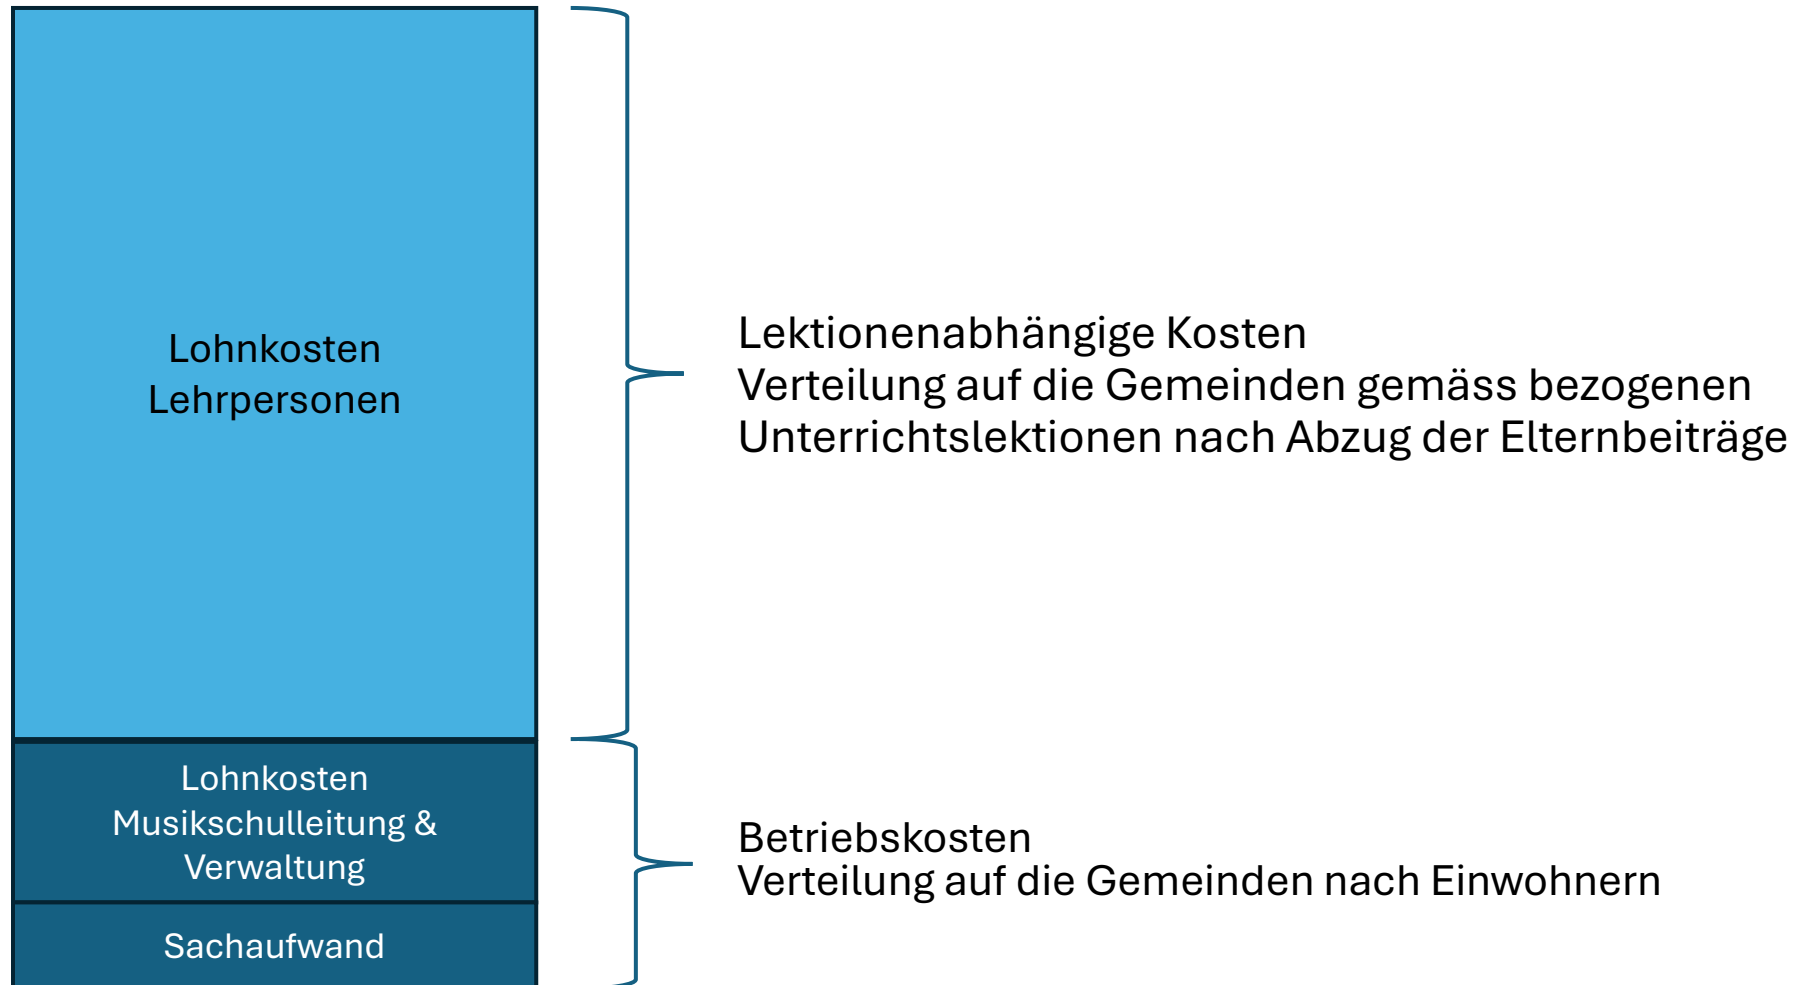 Lohnkosten
Lehrpersonen
Lektionenabhängige Kosten
Verteilung auf die Gemeinden gemäss bezogenen
Unterrichtslektionen nach Abzug der Elternbeiträge
Lohnkosten
Musikschulleitung &
Verwaltung
Sachaufwand
Betriebskosten
Verteilung auf die Gemeinden nach Einwohnern